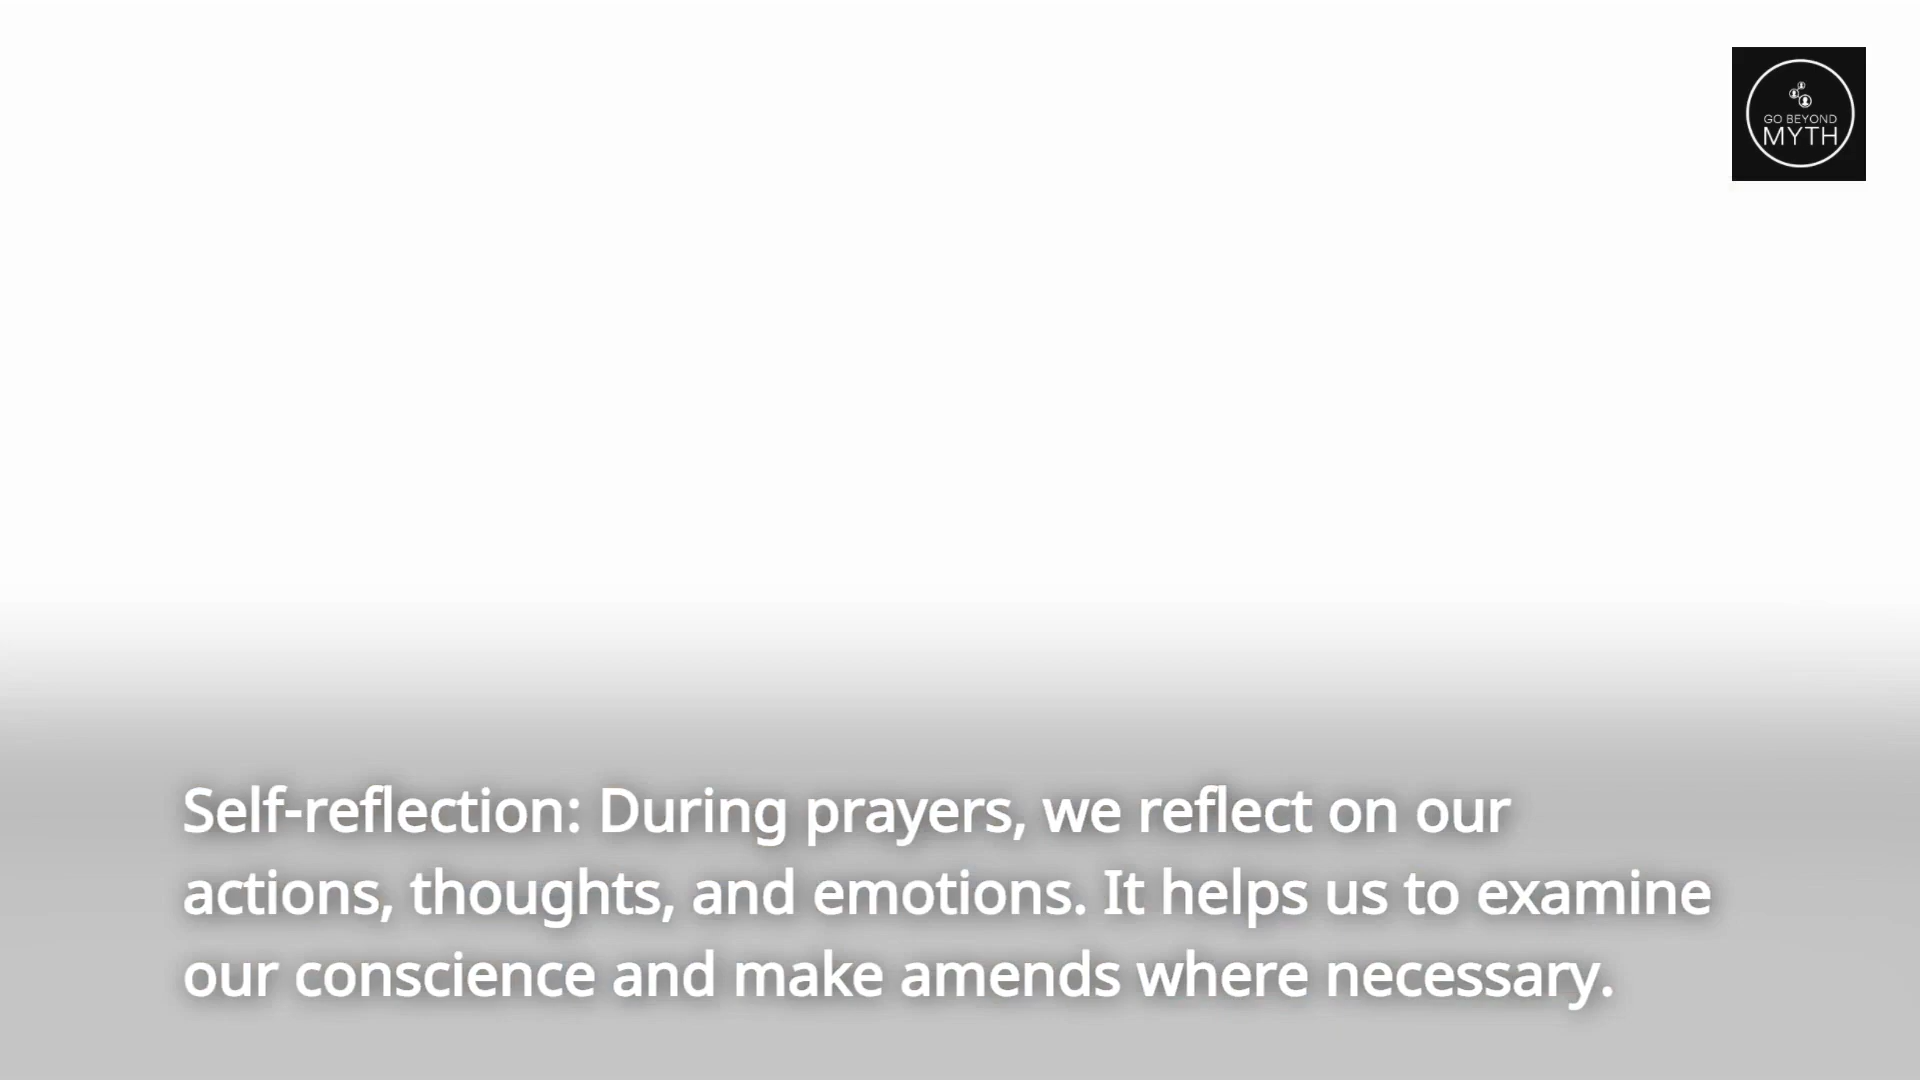 GO BEYOND
MYTH
Self-reflection: During prayers, we reflect on our
actions, thoughts, and emotions. It helps us to examine
our conscience and make amends where necessary.